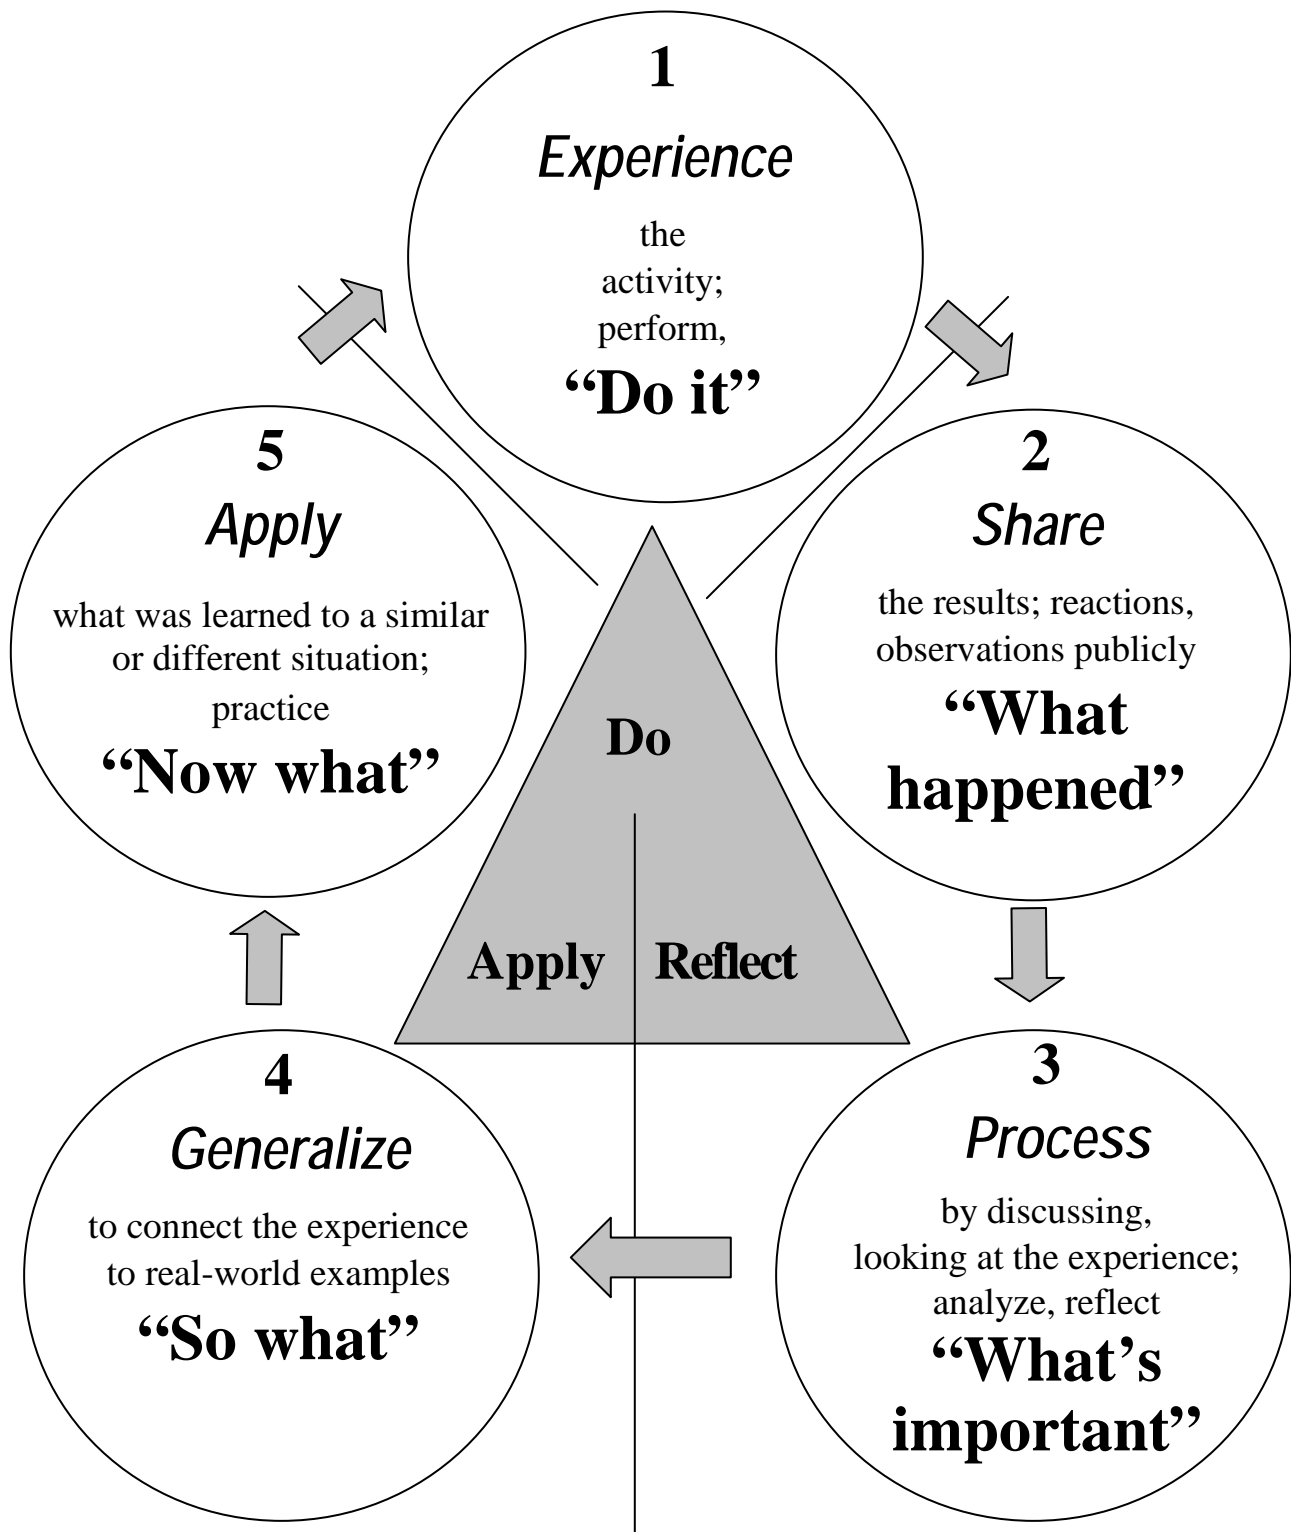 1
Experience
the
activity;
perform,
“Do it”
2
Share
the results; reactions,
observations publicly
“What
happened”
3
Process
by discussing,
looking at the experience;
analyze, reflect
“What’s
important”
4
Generalize
to connect the experience
to real-world examples
“So what”
5
Apply
what was learned to a similar
or different situation;
practice
“Now what”
Do
Apply
Reflect